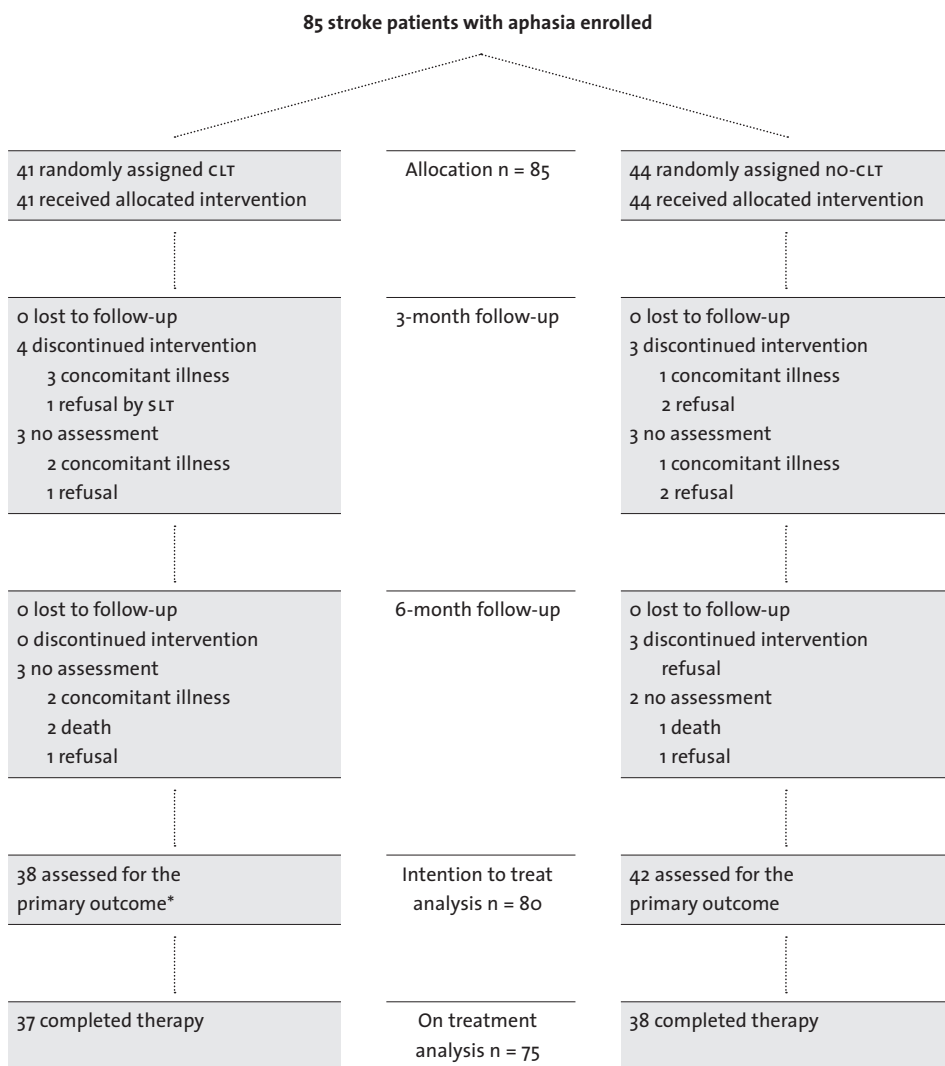 85 stroke patients with aphasia enrolled
41 randomly assigned CLT
41 received allocated intervention
Allocation n = 85
44 randomly assigned no-CLT
44 received allocated intervention
0 lost to follow-up
4 discontinued intervention
3 concomitant illness
1 refusal by SLT
3 no assessment
2 concomitant illness
1 refusal
3-month follow-up
0 lost to follow-up
3 discontinued intervention
1 concomitant illness
2 refusal
3 no assessment
1 concomitant illness
2 refusal
0 lost to follow-up
0 discontinued intervention
3 no assessment
2 concomitant illness
2 death
1 refusal
6-month follow-up
0 lost to follow-up
3 discontinued intervention
refusal
2 no assessment
1 death
1 refusal
38 assessed for the
primary outcome*
Intention to treat
analysis n = 80
42 assessed for the
primary outcome
37 completed therapy
On treatment
analysis n = 75
38 completed therapy